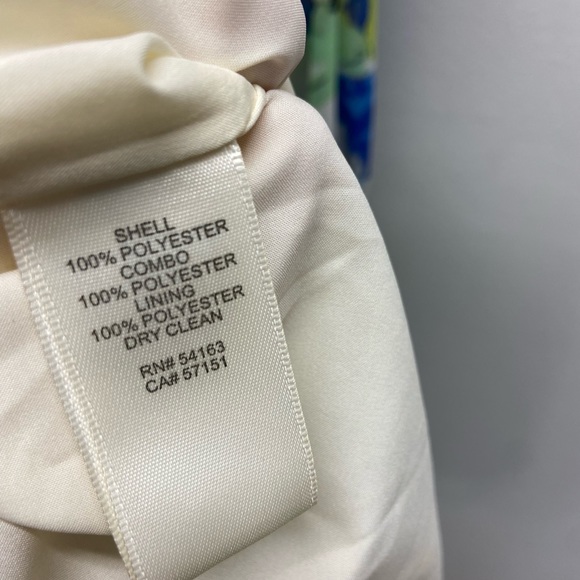 SHELL
100% POLYESTER
COMBO
100% POLYESTER
LINING
100% POLYESTER
DRY CLEAN
RN# 54163
CA# 57151